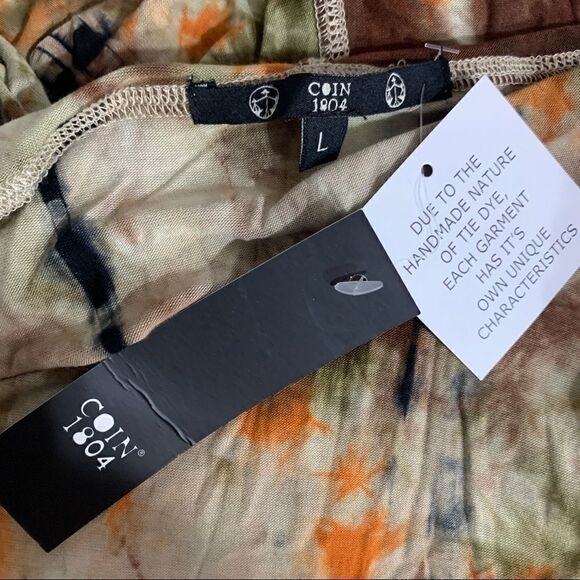 COIN
1804
L
DUE TO THE
HANDMADE NATURE
OF TIE DYE,
EACH GARMENT
HAS IT'S
OWN UNIQUE
CHARACTERISTICS
COIN®
1804